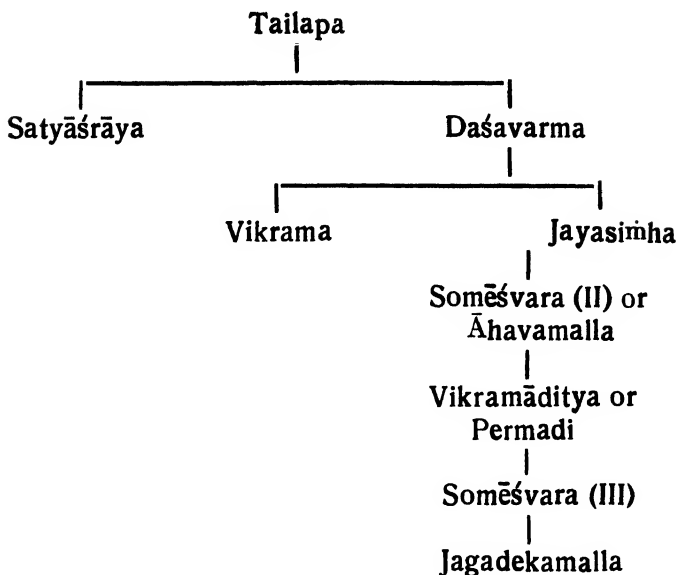 Tailapa
Satyāśrāya Daśavarma
Vikrama Jayasiṁha
Somēśvara (II) or
Āhavamalla
Vikramāditya or
Permadi
Somēśvara (III)
Jagadekamalla